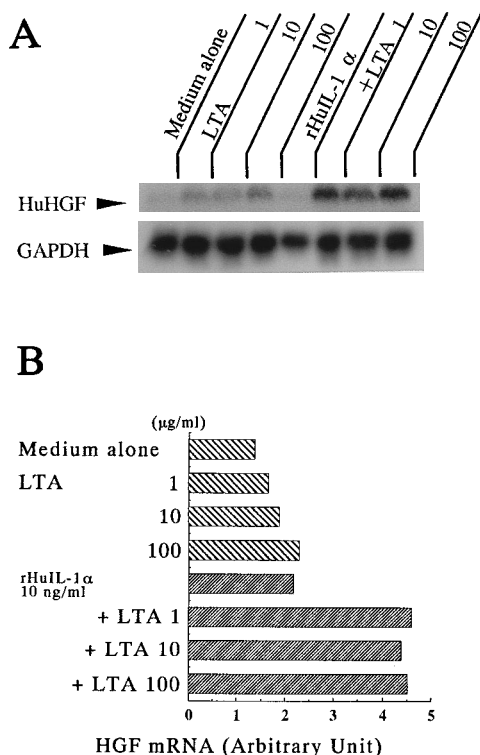 A
Medium alone
LTA 1
10
100
rHuIL-1 α
+LTA 1
10
100
HuHGF
GAPDH
B
(μg/ml)
Medium alone
LTA 1
10
100
rHuIL-1α
10 ng/ml
+ LTA 1
+ LTA 10
+ LTA 100
0 1 2 3 4 5
HGF mRNA (Arbitrary Unit)